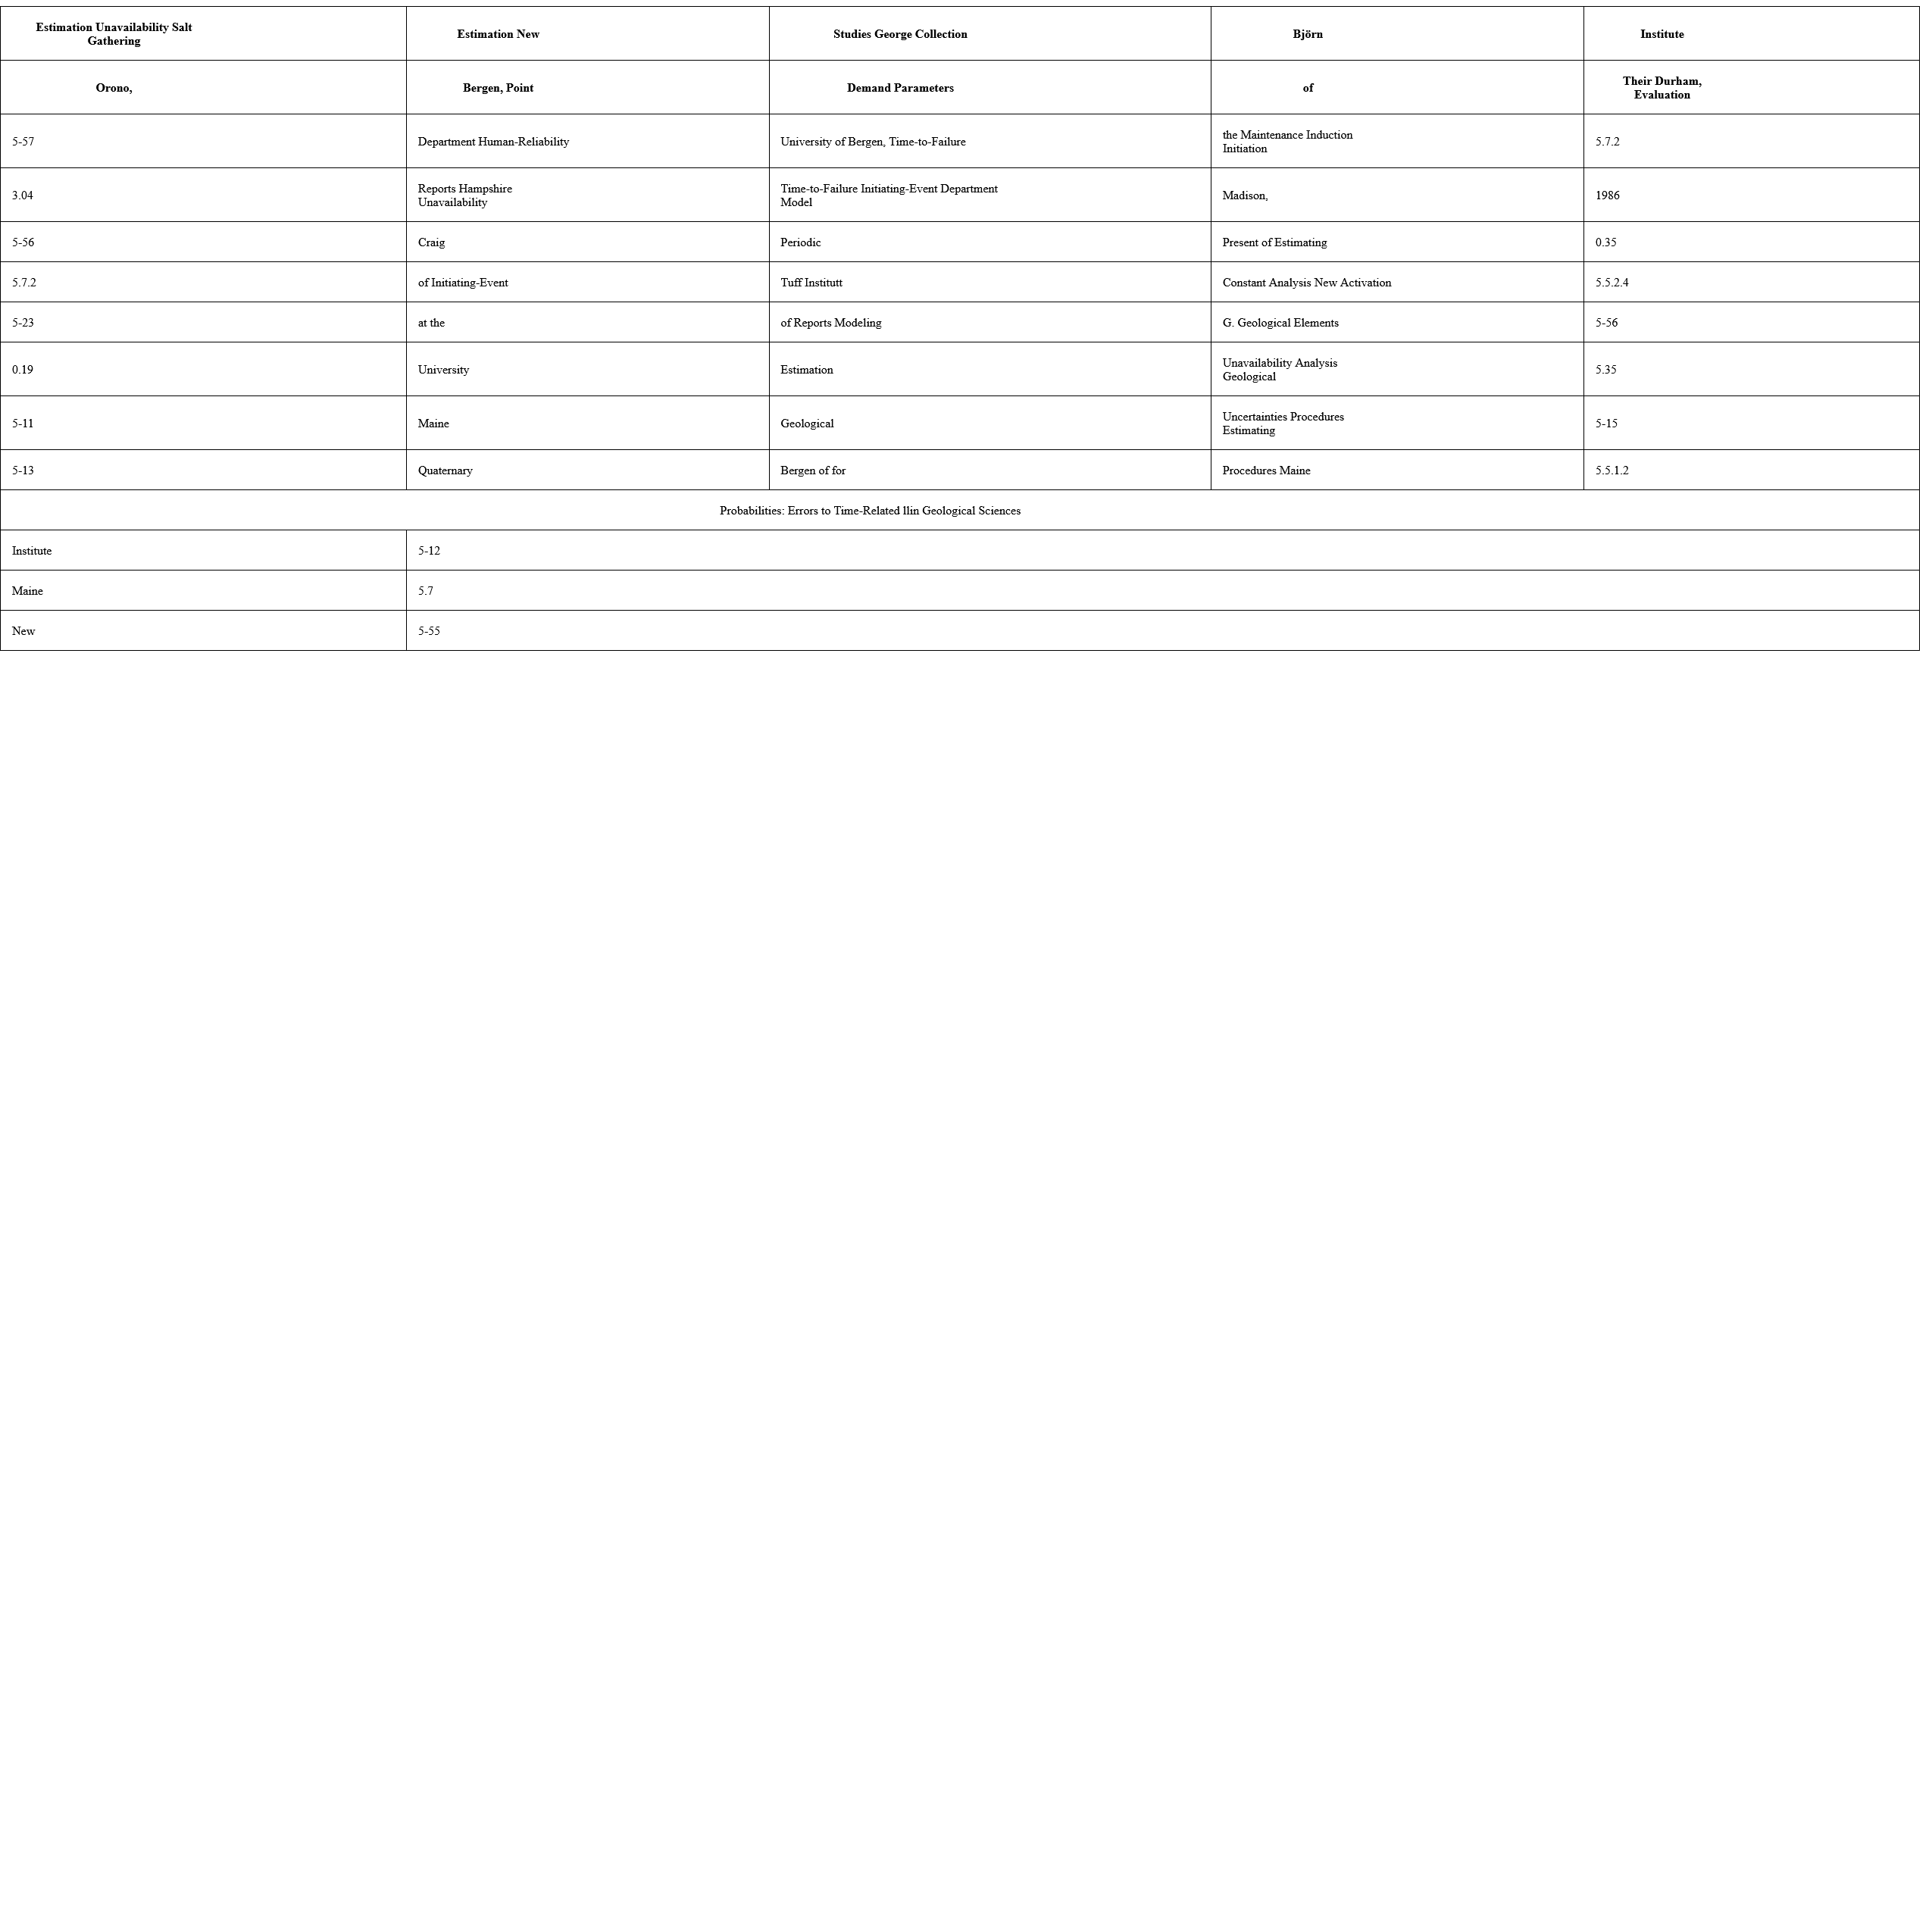 Estimation Unavailability Salt
Gathering
Estimation New
Studies George Collection
Björn
Institute
Orono,
Bergen, Point
Demand Parameters
of
Their Durham,
Evaluation
5-57
Department Human-Reliability
University of Bergen, Time-to-Failure
the Maintenance Induction
Initiation
5.7.2
3.04
Reports Hampshire
Unavailability
Time-to-Failure Initiating-Event Department
Model
Madison,
1986
5-56
Craig
Periodic
Present of Estimating
0.35
5.7.2
of Initiating-Event
Tuff Institutt
Constant Analysis New Activation
5.5.2.4
5-23
at the
of Reports Modeling
G. Geological Elements
5-56
0.19
University
Estimation
Unavailability Analysis
Geological
5.35
5-11
Maine
Geological
Uncertainties Procedures
Estimating
5-15
5-13
Quaternary
Bergen of for
Procedures Maine
5.5.1.2
Probabilities: Errors to Time-Related llin Geological Sciences
Institute
5-12
Maine
5.7
New
5-55